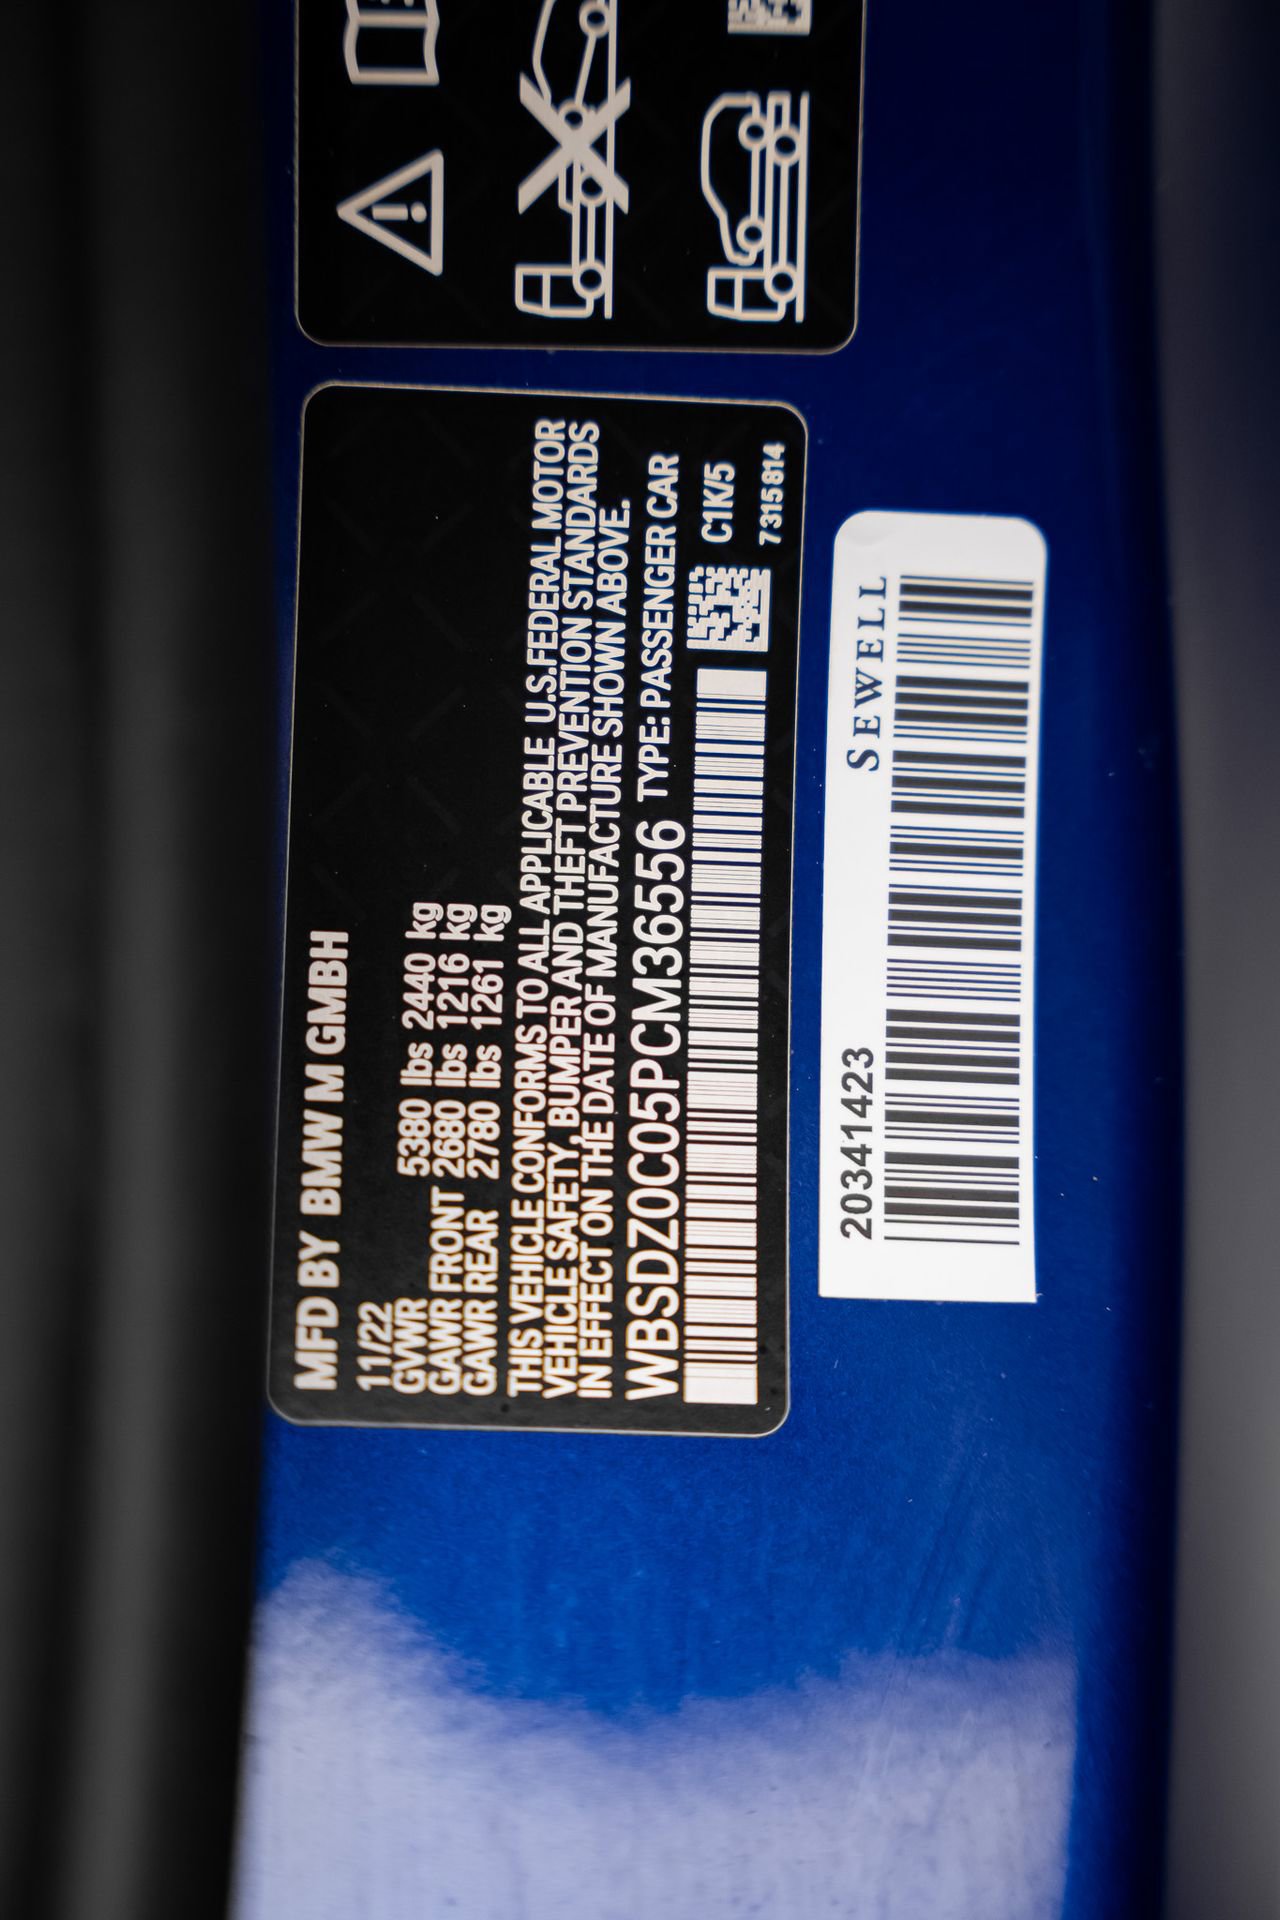 MFD BY BMW M GMBH
11/22
GVWR 5380 lbs 2440 kg
GAWR FRONT 2680 lbs 1216 kg
GAWR REAR 2780 lbs 1261 kg
THIS VEHICLE CONFORMS TO ALL APPLICABLE U.S.FEDERAL MOTOR
VEHICLE SAFETY, BUMPER AND THEFT PREVENTION STANDARDS
IN EFFECT ON THE DATE OF MANUFACTURE SHOWN ABOVE.
WBSDZ0C05PCM36556 TYPE: PASSENGER CAR
C1K/5
7315814
20341423 SEWELL